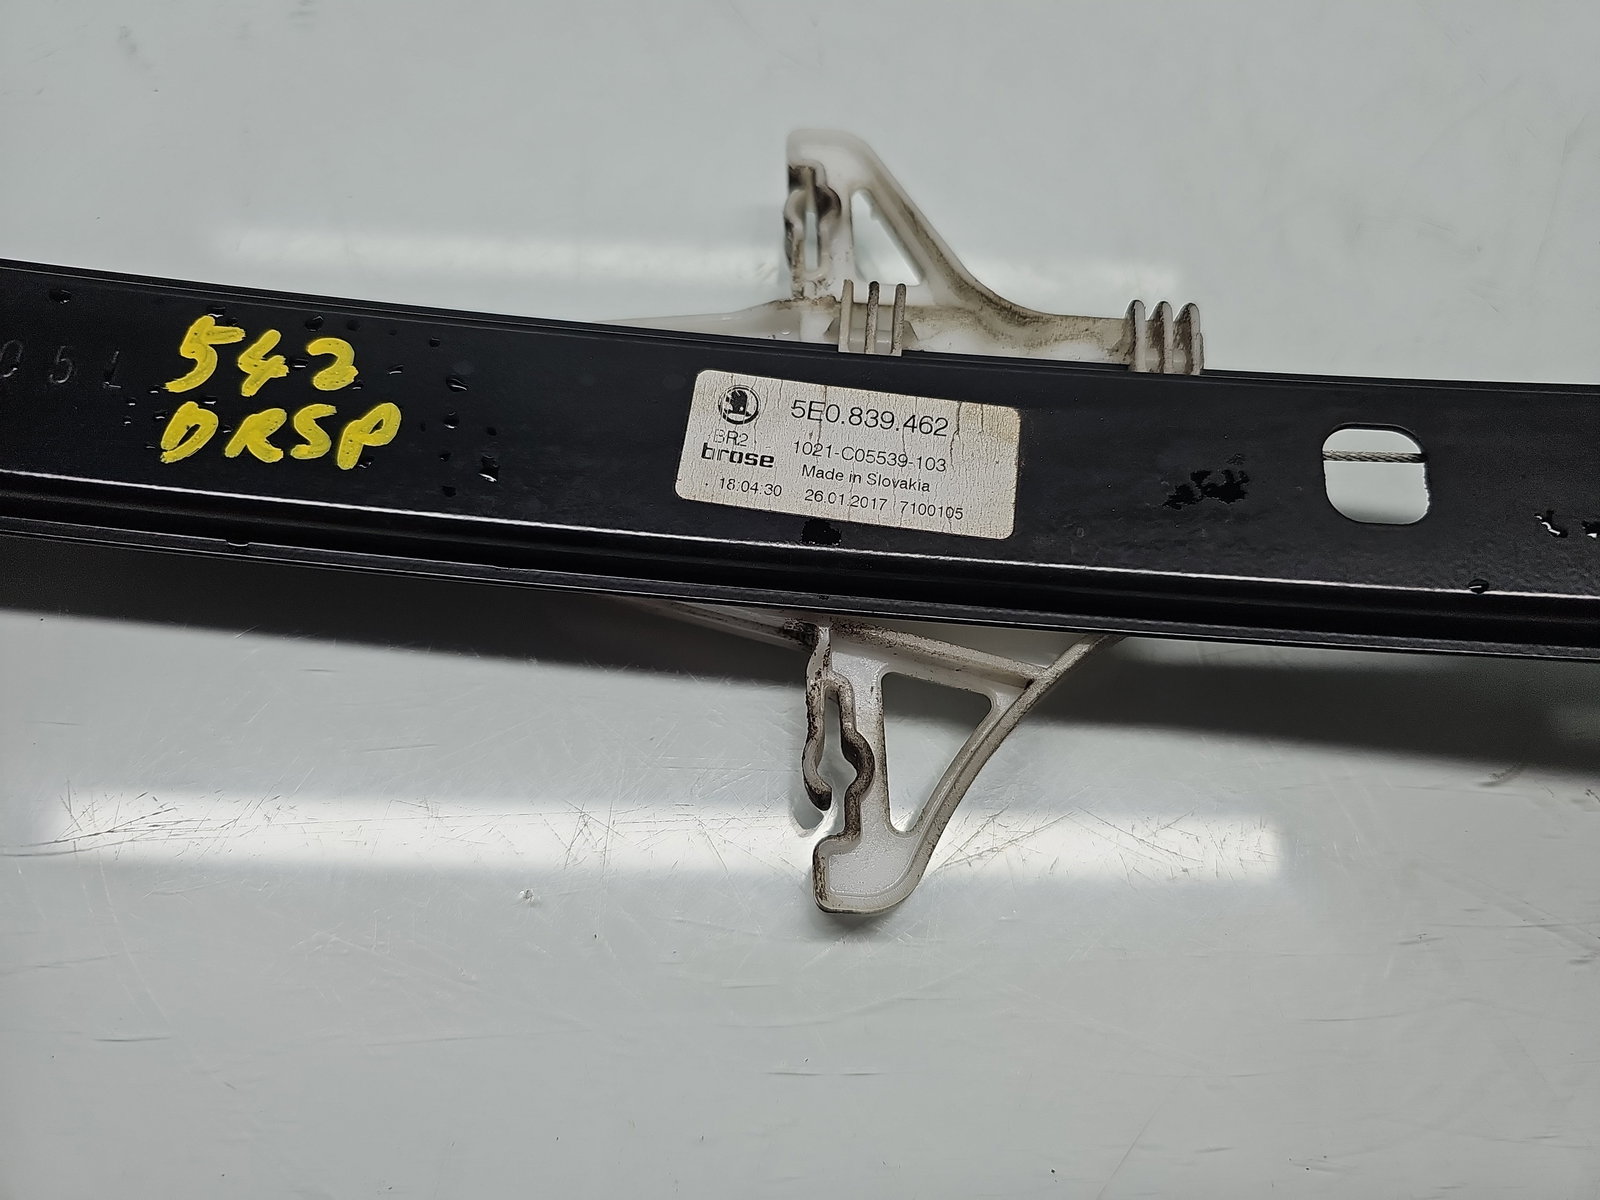 051
542
DRSP
5E0.839.462
BR2
brose
1021-C05539-103
Made in Slovakia
18:04:30 26.01.2017 7100105